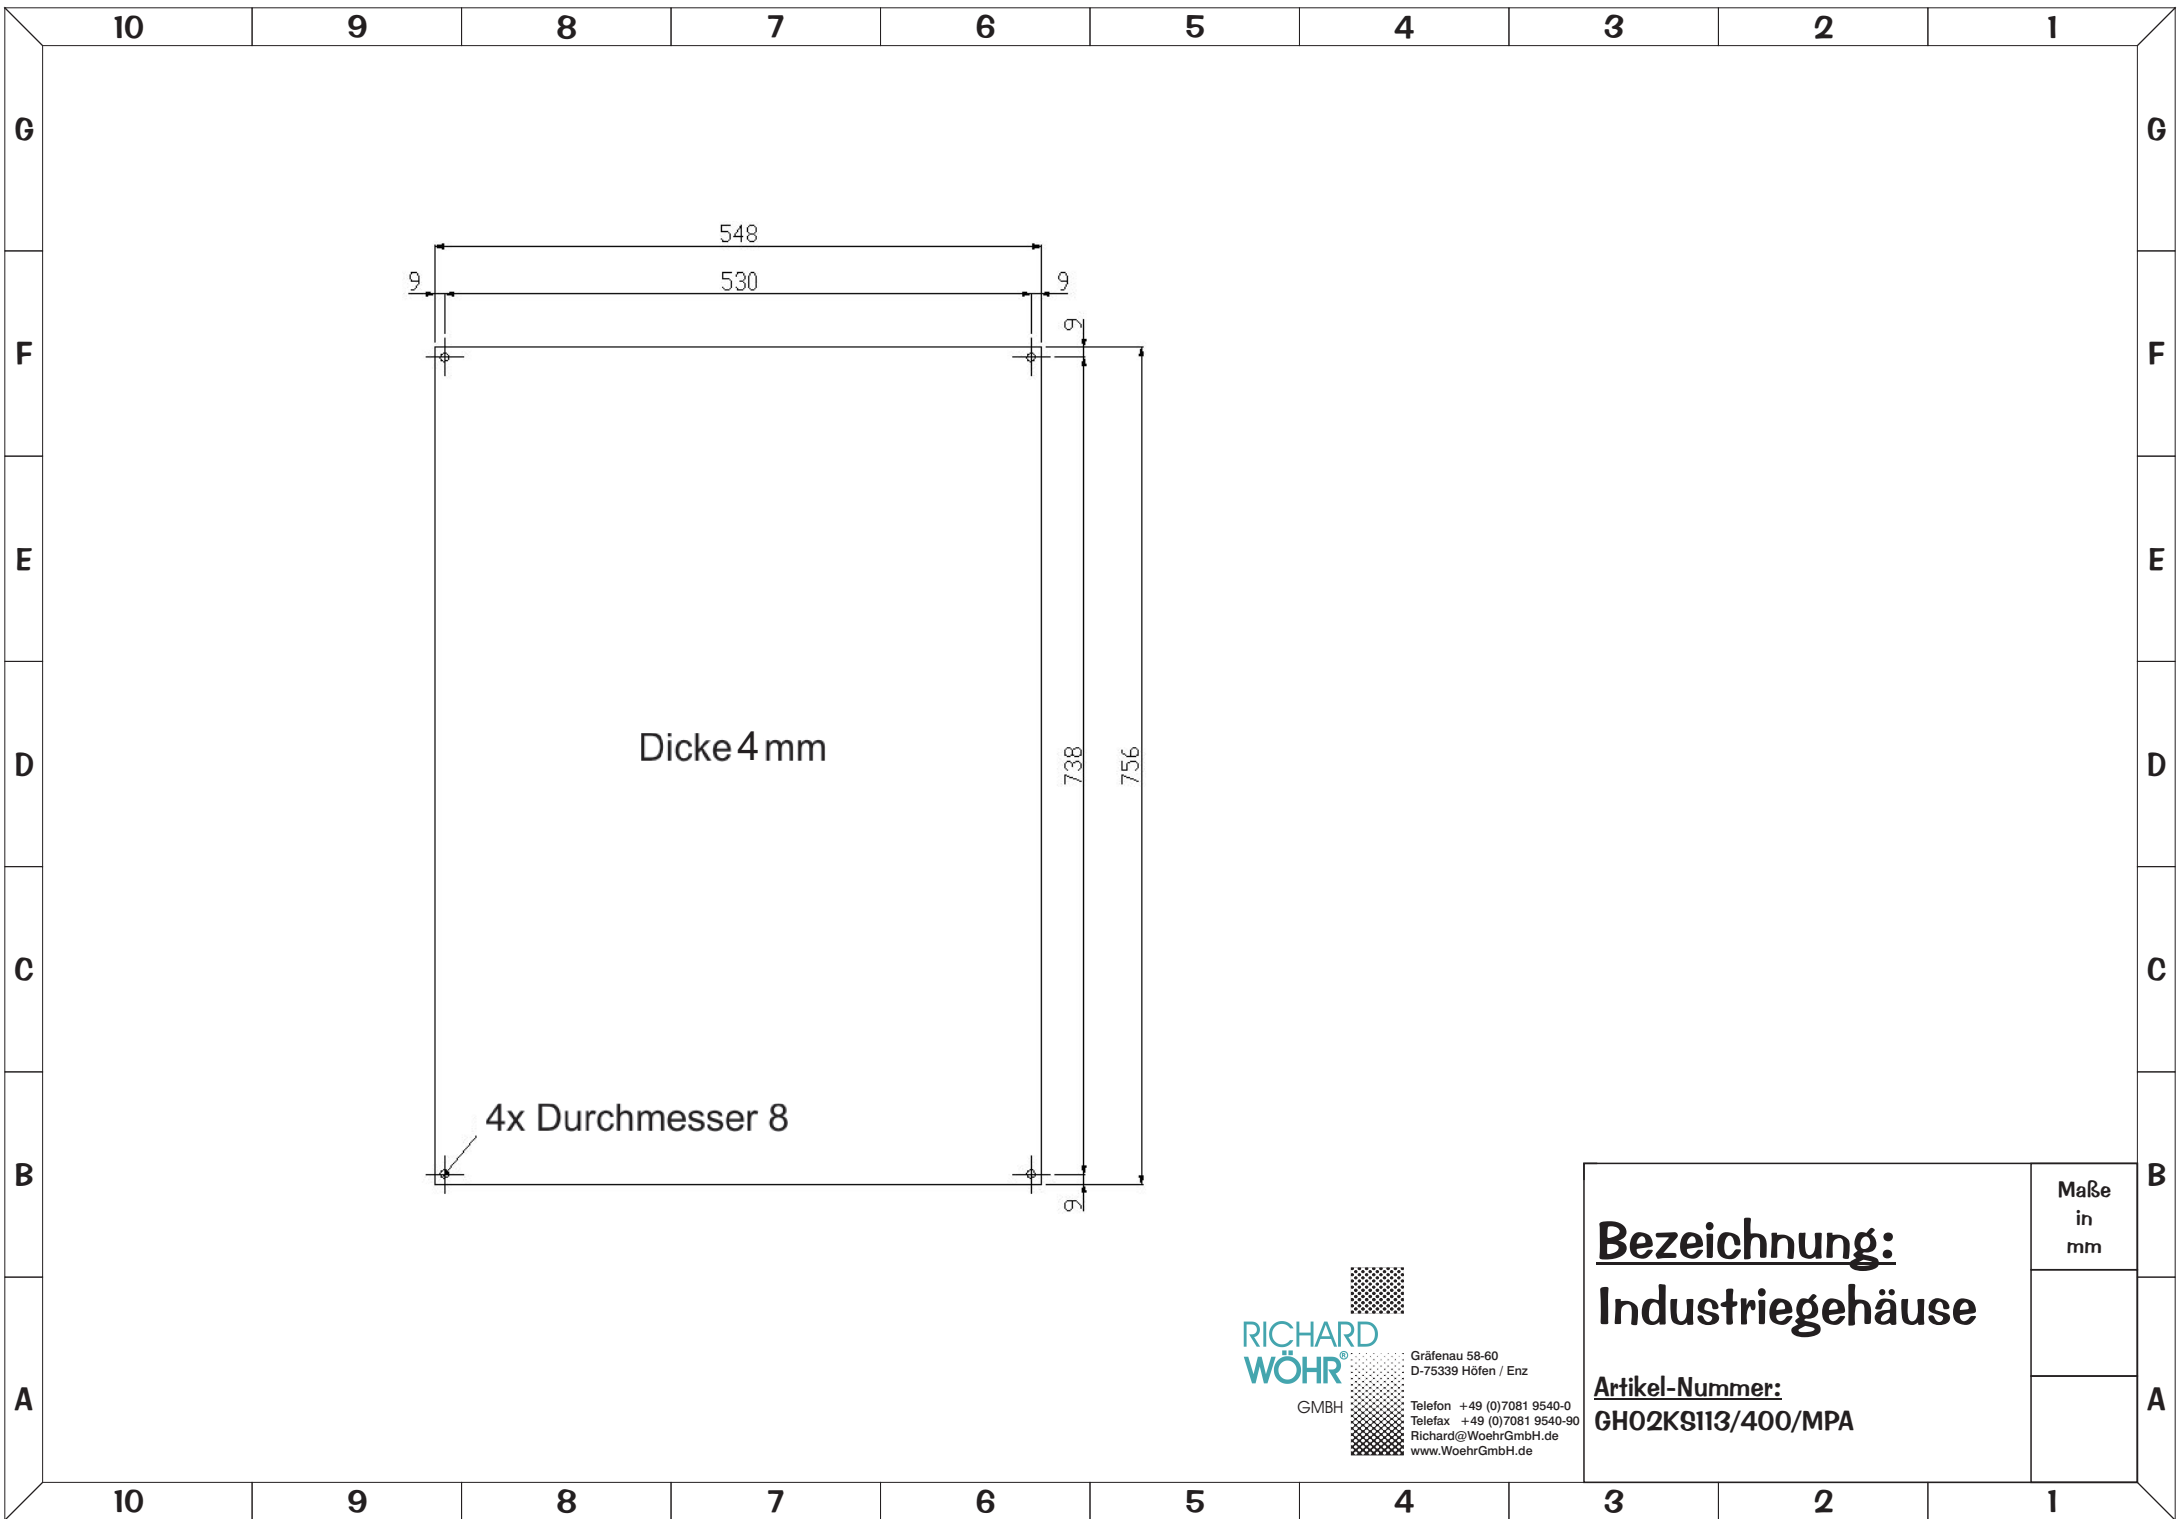 10 9 8 7 6 5 4 3 2 1
G G
548
9 530 9
9
F F
E E
Dicke 4 mm
738 756
D D
C C
4x Durchmesser 8
B B
9
Maße
in
mm
Bezeichnung:
Industriegehäuse
RICHARD
WÖHR®
GMBH
Gräfenau 58-60
D-75339 Höfen / Enz
Telefon +49 (0)7081 9540-0
Telefax +49 (0)7081 9540-90
Richard@WoehrGmbH.de
www.WoehrGmbH.de
Artikel-Nummer:
GH02KS113/400/MPA
A A
10 9 8 7 6 5 4 3 2 1